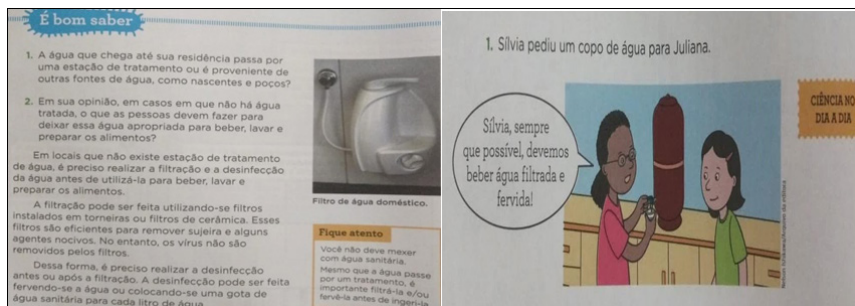 É bom saber
1. A água que chega até sua residência passa por
uma estação de tratamento ou é proveniente de
outras fontes de água, como nascentes e poços?
2. Em sua opinião, em casos em que não há água
tratada, o que as pessoas devem fazer para
deixar essa água apropriada para beber, lavar e
preparar os alimentos?
Em locais que não existe estação de tratamento
de água, é preciso realizar a filtração e a desinfecção
da água antes de utilizá-la para beber, lavar e
preparar os alimentos.
A filtração pode ser feita utilizando-se filtros
instalados em torneiras ou filtros de cerâmica. Esses
filtros são eficientes para remover sujeira e alguns
agentes nocivos. No entanto, os vírus não são
removidos pelos filtros.
Dessa forma, é preciso realizar a desinfecção
antes ou após a filtração. A desinfecção pode ser feita
fervendo-se a água ou colocando-se uma gota de
água sanitária para cada litro de água.
Filtro de água doméstico.
Fique atento
Você não deve mexer
com água sanitária.
Mesmo que a água passe
por um tratamento, é
importante filtrá-la e/ou
fervê-la antes de ingeri-la.
1. Sílvia pediu um copo de água para Juliana.
Sílvia, sempre
que possível, devemos
beber água filtrada e
fervida!
CIÊNCIA NO
DIA A DIA